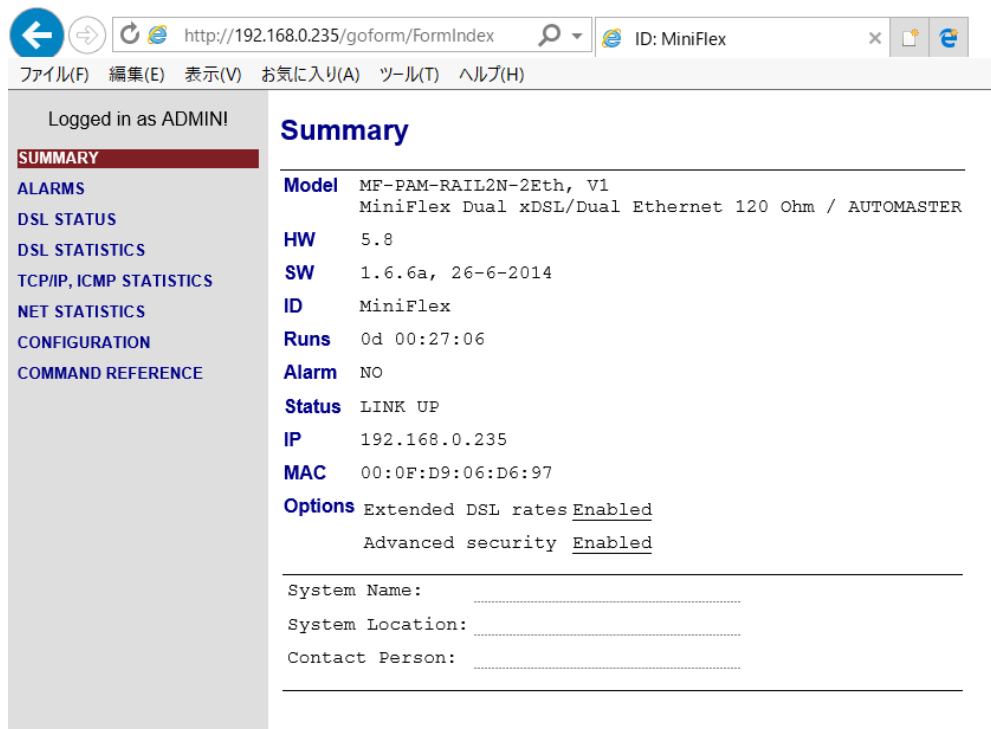 http://192.168.0.235/goform/FormIndex
ID: MiniFlex
ファイル(F) 編集(E) 表示(V) お気に入り(A) ツール(T) ヘルプ(H)
Logged in as ADMIN!
SUMMARY
ALARMS
DSL STATUS
DSL STATISTICS
TCP/IP, ICMP STATISTICS
NET STATISTICS
CONFIGURATION
COMMAND REFERENCE
Summary
Model MF-PAM-RAIL2N-2Eth, V1
MiniFlex Dual xDSL/Dual Ethernet 120 Ohm / AUTOMASTER
HW 5.8
SW 1.6.6a, 26-6-2014
ID MiniFlex
Runs 0d 00:27:06
Alarm NO
Status LINK UP
IP 192.168.0.235
MAC 00:0F:D9:06:D6:97
Options Extended DSL rates Enabled
Advanced security Enabled
System Name:
System Location:
Contact Person: